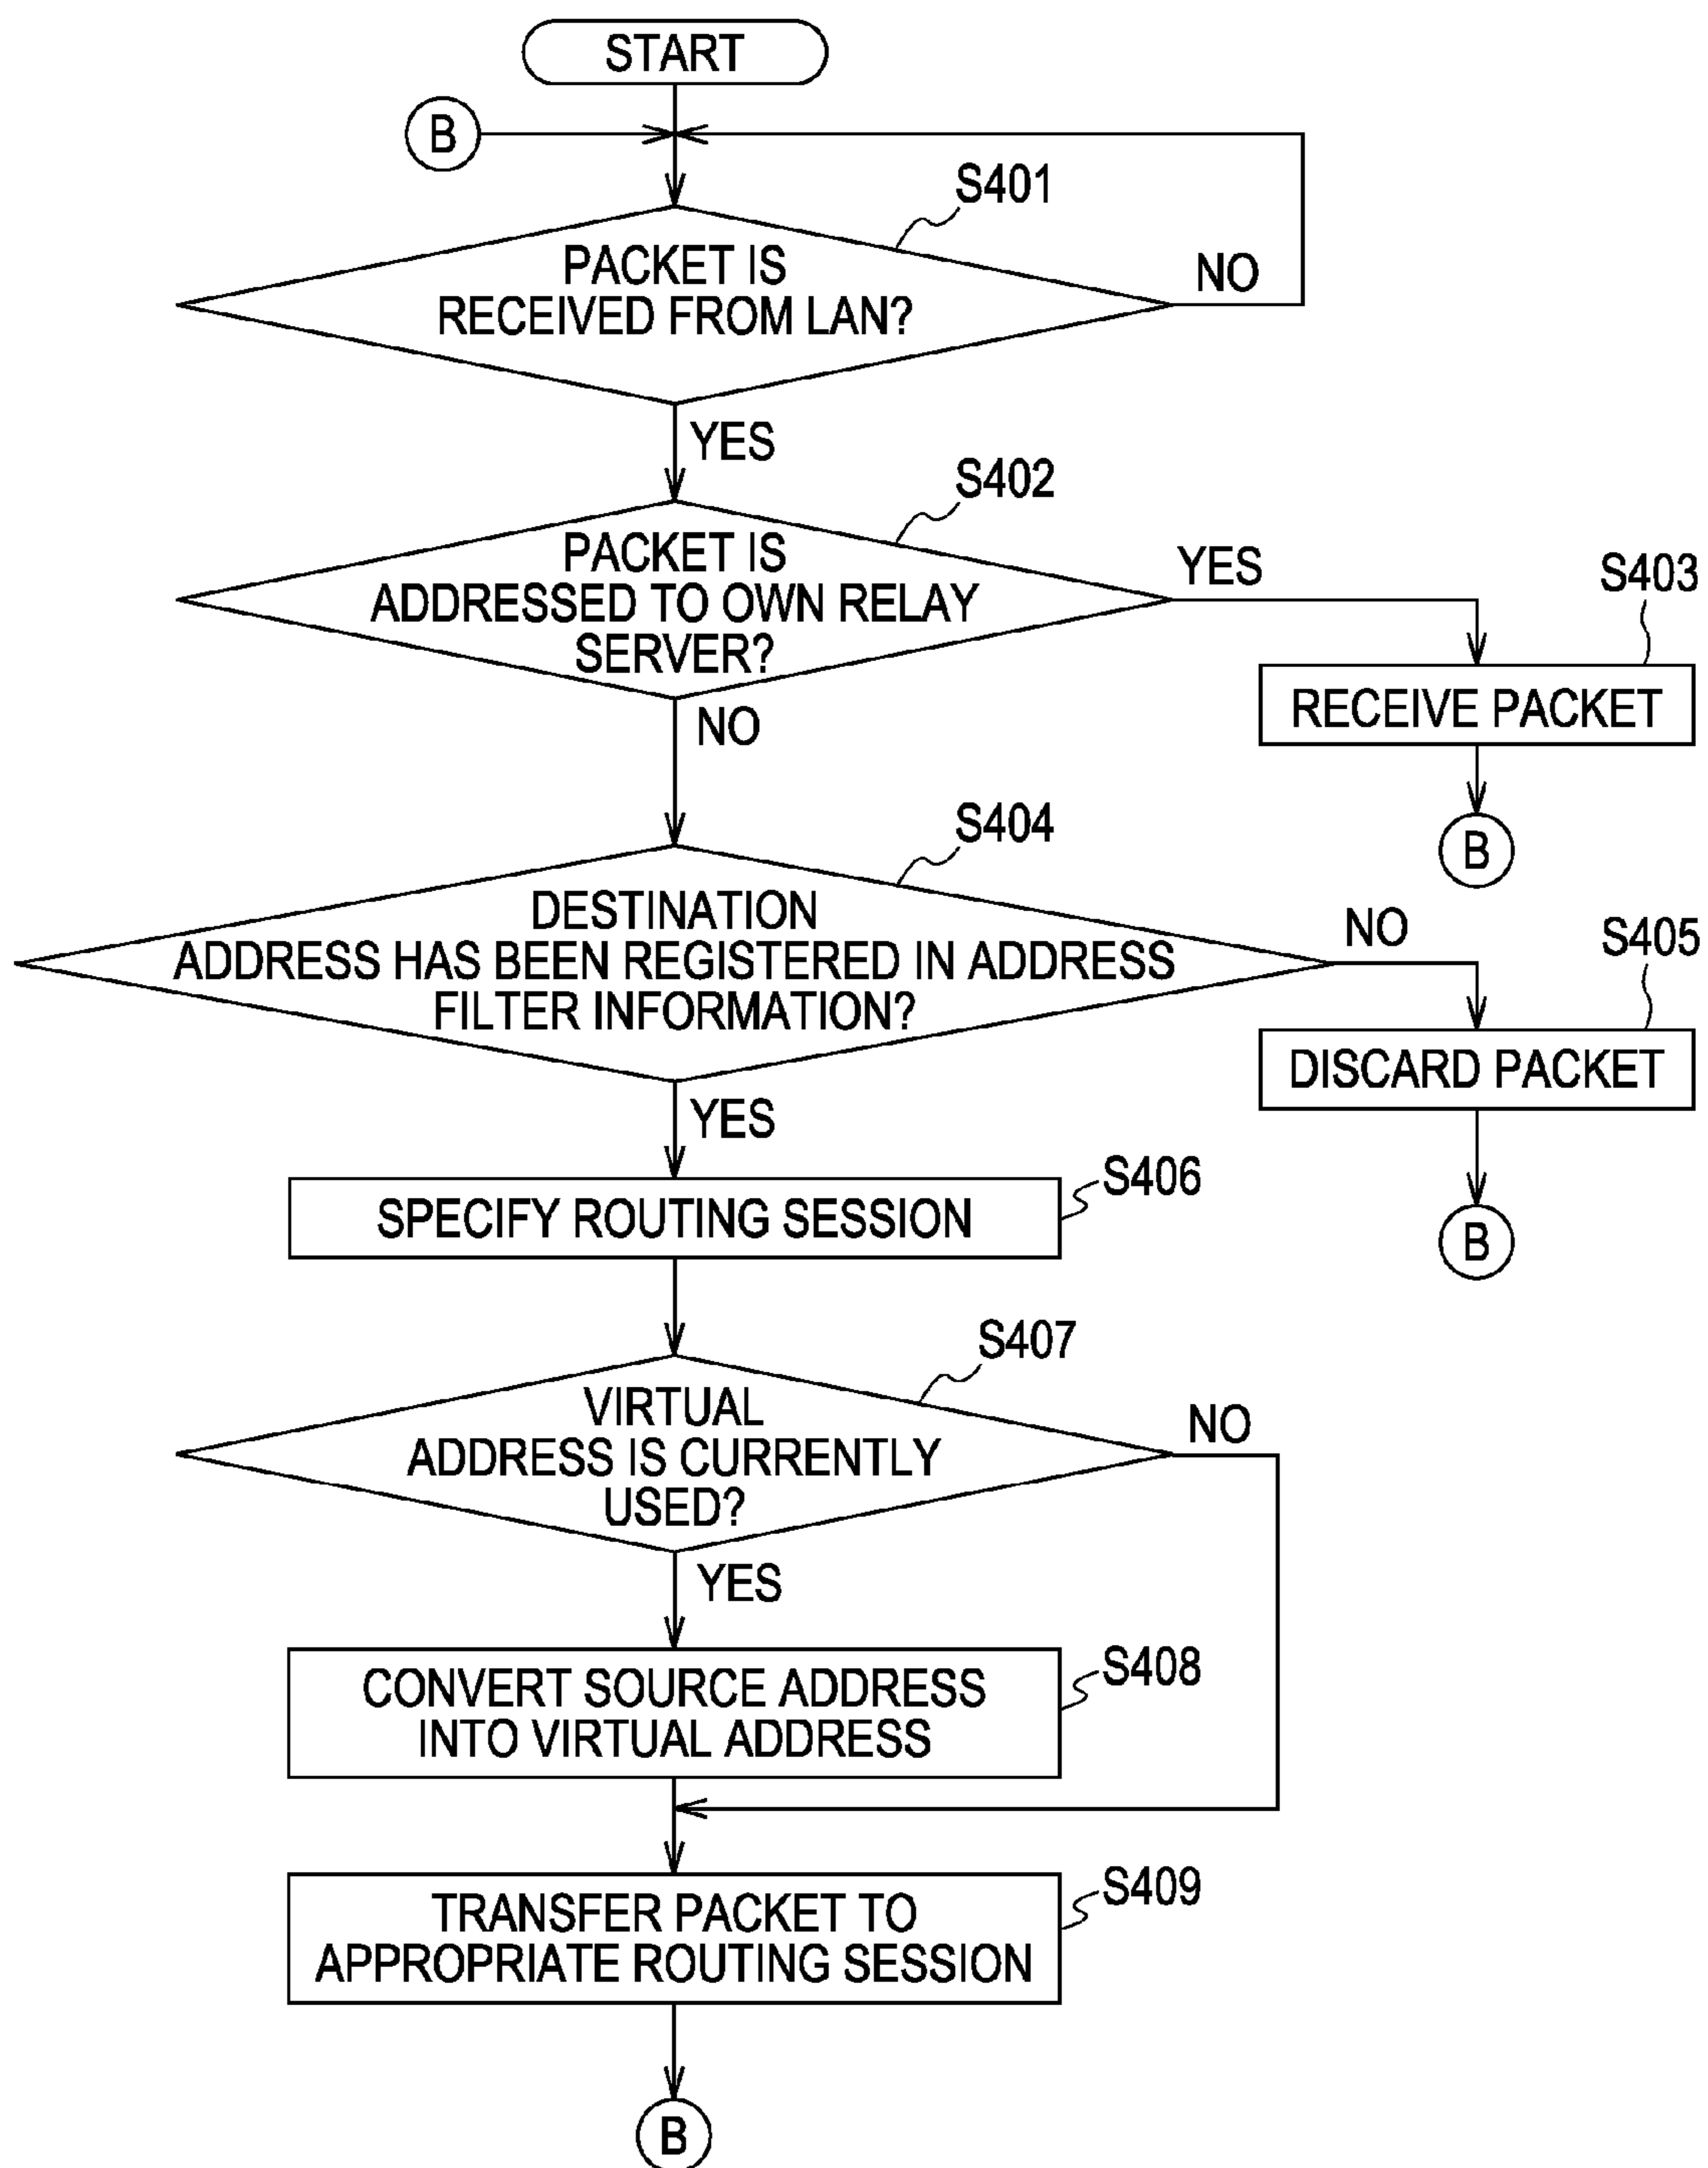 START
B
S401
PACKET IS
RECEIVED FROM LAN?
NO
YES
S402
PACKET IS
ADDRESSED TO OWN RELAY
SERVER?
YES
S403
RECEIVE PACKET
B
NO
S404
DESTINATION
ADDRESS HAS BEEN REGISTERED IN ADDRESS
FILTER INFORMATION?
NO
S405
DISCARD PACKET
B
YES
SPECIFY ROUTING SESSION
S406
S407
VIRTUAL
ADDRESS IS CURRENTLY
USED?
NO
YES
CONVERT SOURCE ADDRESS
INTO VIRTUAL ADDRESS
S408
TRANSFER PACKET TO
APPROPRIATE ROUTING SESSION
S409
B